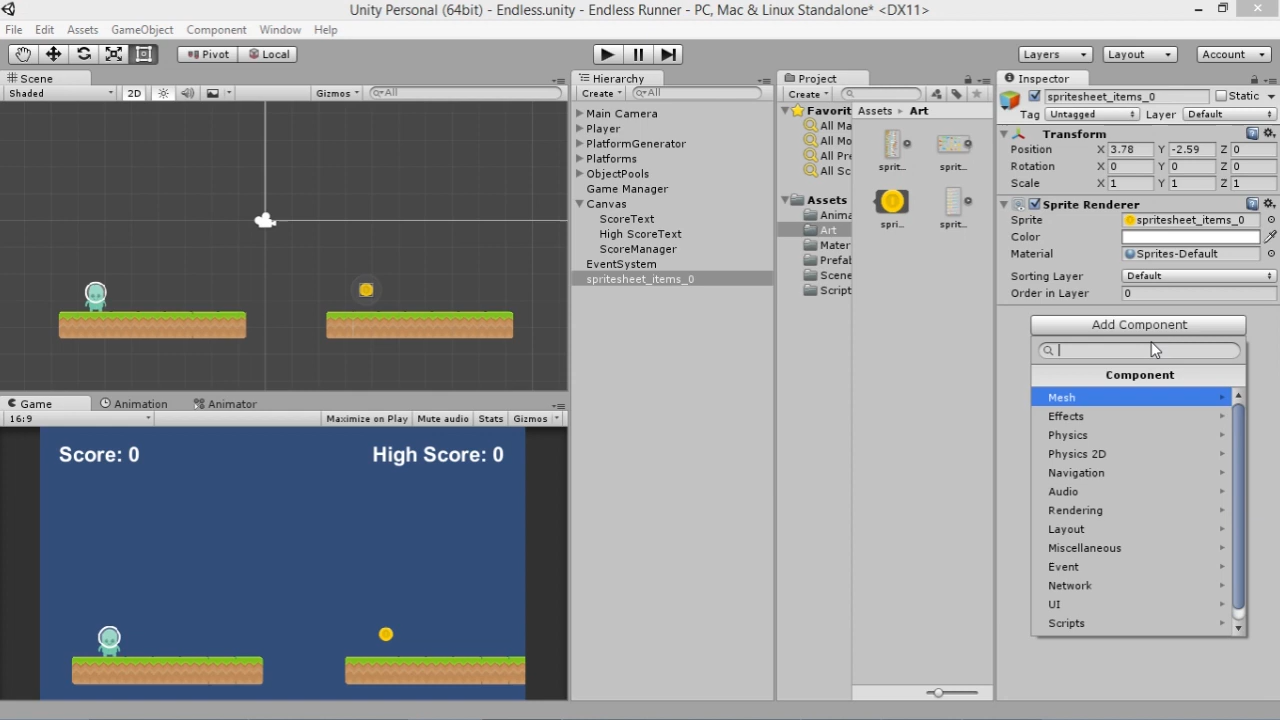 Unity Personal (64bit) - Endless.unity - Endless Runner - PC, Mac & Linux Standalone* <DX11>
File Edit Assets GameObject Component Window Help
Pivot Local Layers Layout Account
Scene
Shaded 2D Gizmos All
Hierarchy
Create All
Main Camera
Player
PlatformGenerator
Platforms
ObjectPools
Game Manager
Canvas
ScoreText
High ScoreText
ScoreManager
EventSystem
spritesheet_items_0
Project
Create
Favorit
All Ma
All Mo
All Pre
All Sc
Assets
Anima
Art
Mater
Prefab
Scene
Script
Assets Art
sprit... sprit...
spri... sprit...
Inspector
spritesheet_items_0 Static
Tag Untagged Layer Default
Transform
Position X 3.78 Y -2.59 Z 0
Rotation X 0 Y 0 Z 0
Scale X 1 Y 1 Z 1
Sprite Renderer
Sprite spritesheet_items_0
Color
Material Sprites-Default
Sorting Layer Default
Order in Layer 0
Add Component
Component
Mesh
Effects
Physics
Physics 2D
Navigation
Audio
Rendering
Layout
Miscellaneous
Event
Network
UI
Scripts
Game Animation Animator
16:9 Maximize on Play Mute audio Stats Gizmos
Score: 0 High Score: 0